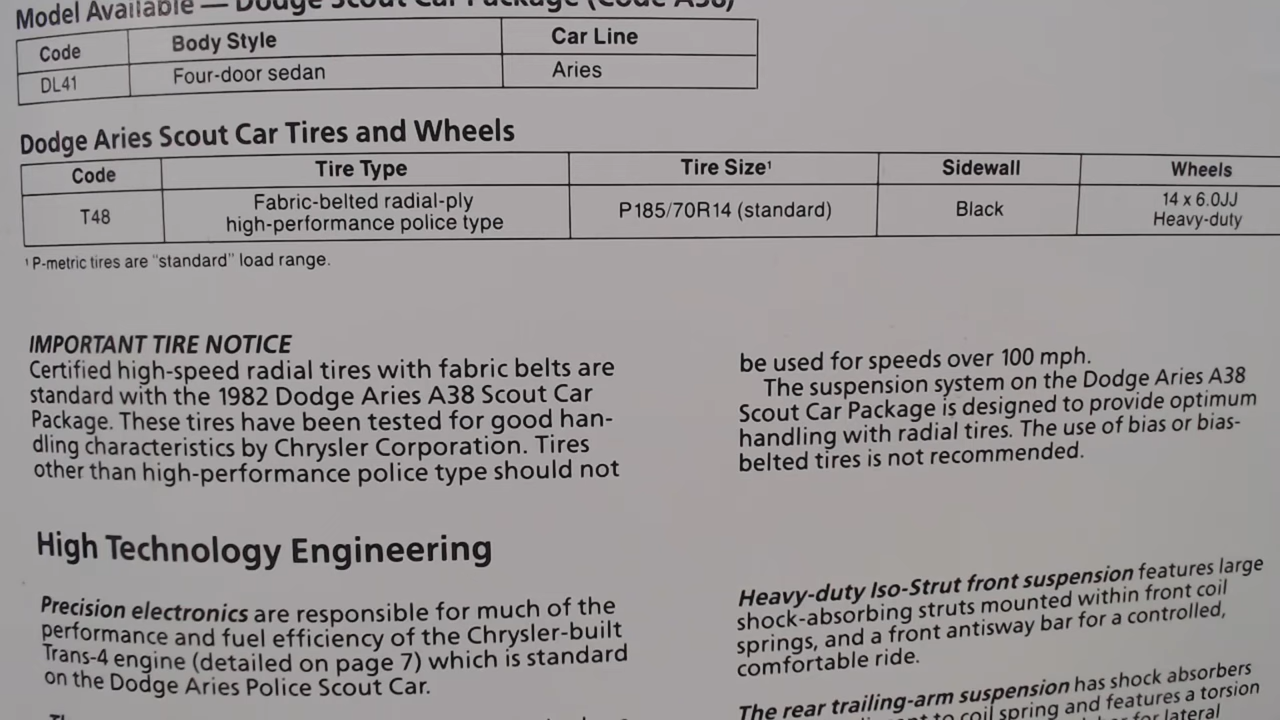 Model Available — Dodge Scout Car Package (Code A38)
Code Body Style Car Line
DL41 Four-door sedan Aries
Dodge Aries Scout Car Tires and Wheels
Code Tire Type Tire Size¹ Sidewall Wheels
T48 Fabric-belted radial-ply high-performance police type P185/70R14 (standard) Black 14 x 6.0JJ Heavy-duty
¹ P-metric tires are "standard" load range.
IMPORTANT TIRE NOTICE
Certified high-speed radial tires with fabric belts are
standard with the 1982 Dodge Aries A38 Scout Car
Package. These tires have been tested for good han-
dling characteristics by Chrysler Corporation. Tires
other than high-performance police type should not
be used for speeds over 100 mph.
The suspension system on the Dodge Aries A38
Scout Car Package is designed to provide optimum
handling with radial tires. The use of bias or bias-
belted tires is not recommended.
High Technology Engineering
Precision electronics are responsible for much of the
performance and fuel efficiency of the Chrysler-built
Trans-4 engine (detailed on page 7) which is standard
on the Dodge Aries Police Scout Car.
Heavy-duty Iso-Strut front suspension features large
shock-absorbing struts mounted within front coil
springs, and a front antisway bar for a controlled,
comfortable ride.
The rear trailing-arm suspension has shock absorbers
to coil spring and features a torsion
for lateral